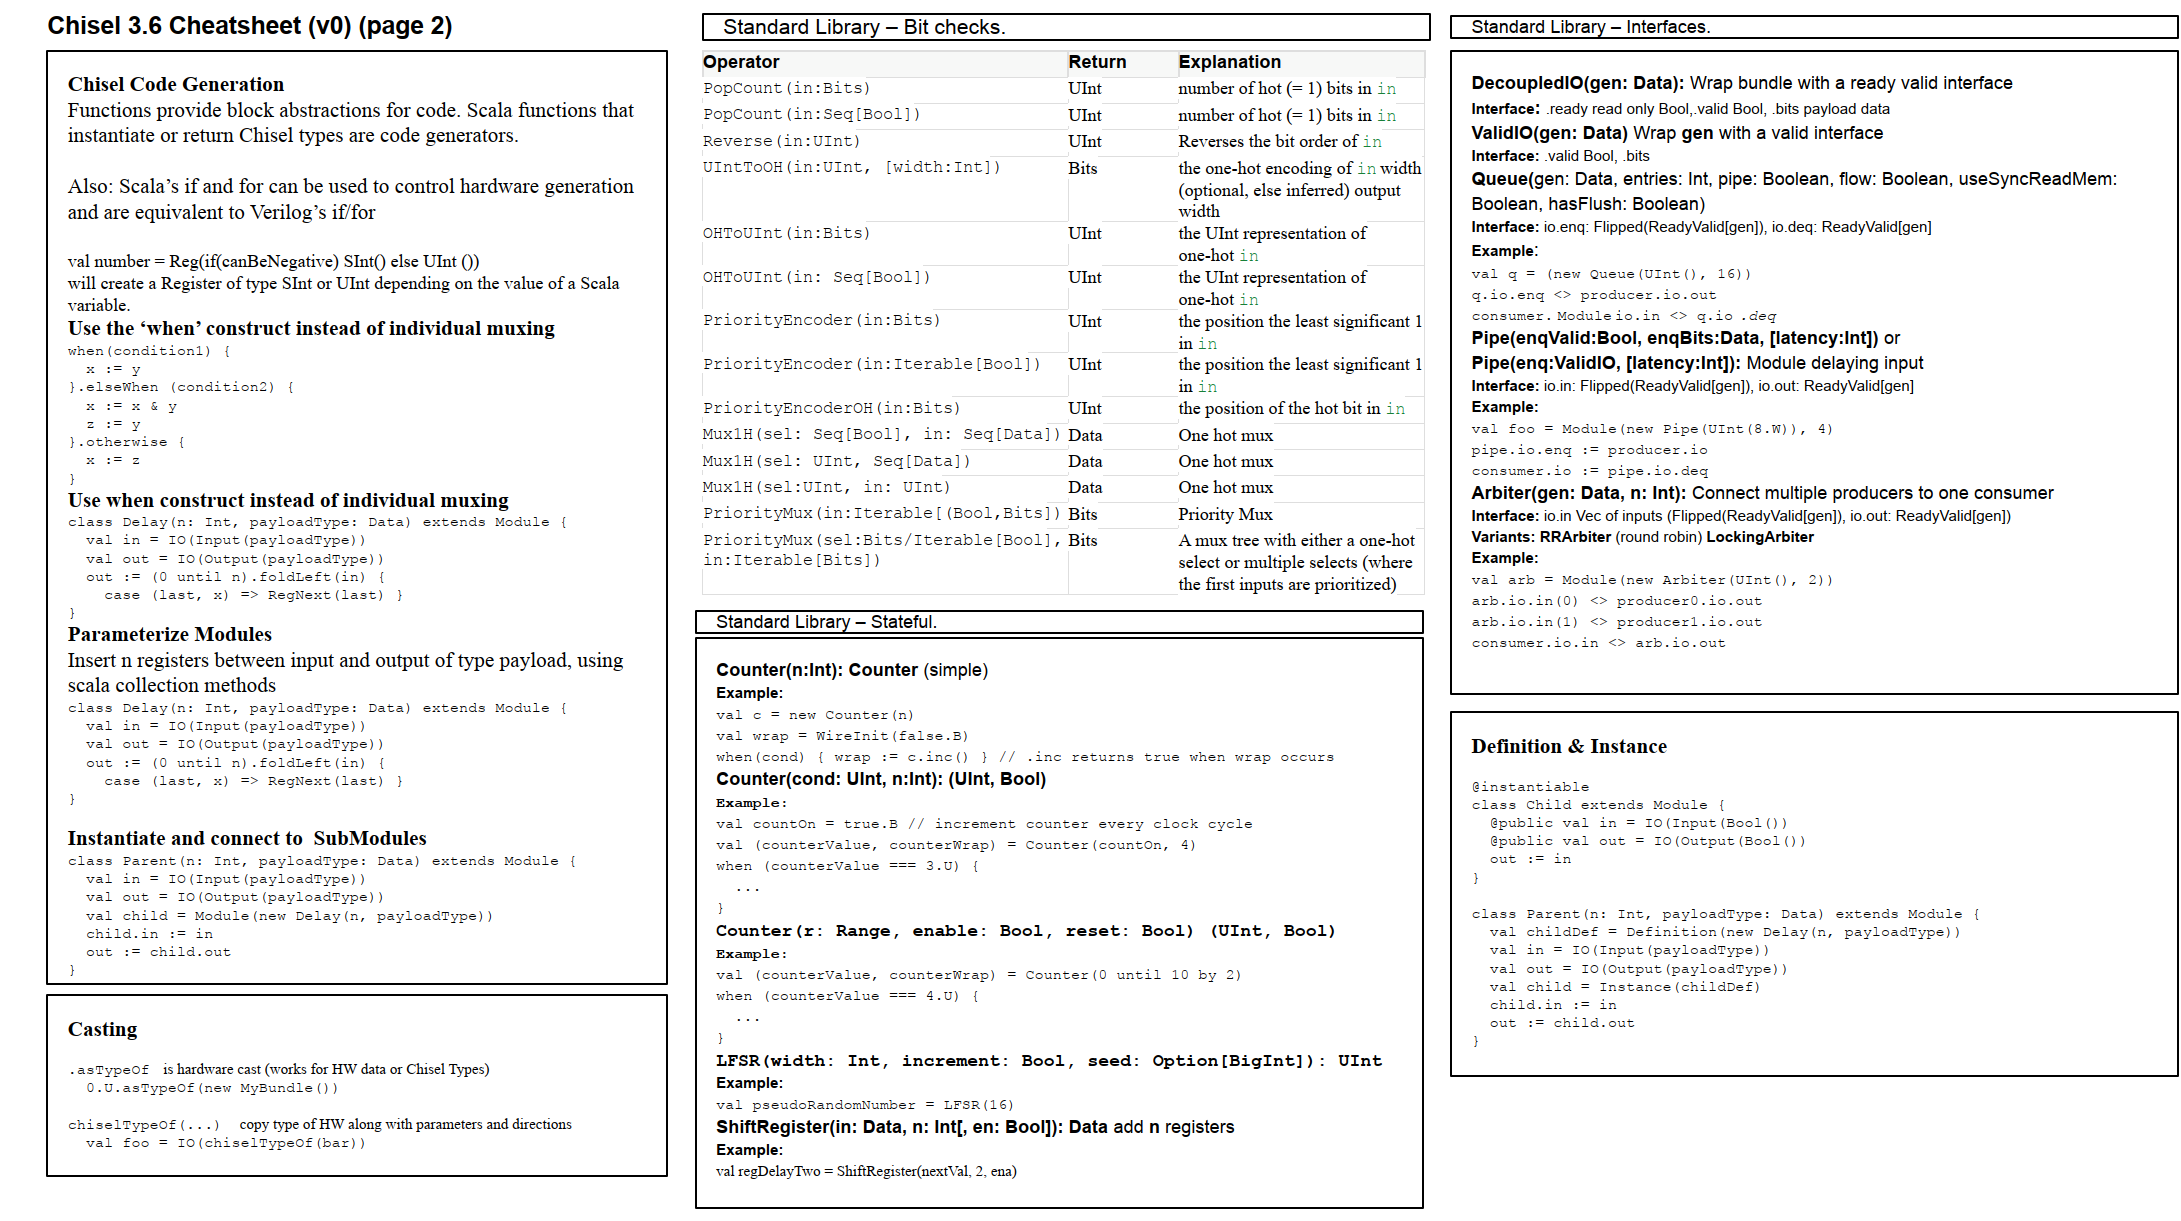 Chisel 3.6 Cheatsheet (v0) (page 2)
Chisel Code Generation
Functions provide block abstractions for code. Scala functions that
instantiate or return Chisel types are code generators.
Also: Scala’s if and for can be used to control hardware generation
and are equivalent to Verilog’s if/for
val number = Reg(if(canBeNegative) SInt() else UInt ())
will create a Register of type SInt or UInt depending on the value of a Scala
variable.
Use the ‘when’ construct instead of individual muxing
when(condition1) {
  x := y
}.elseWhen (condition2) {
  x := x & y
  z := y
}.otherwise {
  x := z
}
Use when construct instead of individual muxing
class Delay(n: Int, payloadType: Data) extends Module {
  val in = IO(Input(payloadType))
  val out = IO(Output(payloadType))
  out := (0 until n).foldLeft(in) {
    case (last, x) => RegNext(last) }
}
Parameterize Modules
Insert n registers between input and output of type payload, using
scala collection methods
class Delay(n: Int, payloadType: Data) extends Module {
  val in = IO(Input(payloadType))
  val out = IO(Output(payloadType))
  out := (0 until n).foldLeft(in) {
    case (last, x) => RegNext(last) }
}
Instantiate and connect to  SubModules
class Parent(n: Int, payloadType: Data) extends Module {
  val in = IO(Input(payloadType))
  val out = IO(Output(payloadType))
  val child = Module(new Delay(n, payloadType))
  child.in := in
  out := child.out
}
Casting
.asTypeOf  is hardware cast (works for HW data or Chisel Types)
  0.U.asTypeOf(new MyBundle())
chiselTypeOf(...)  copy type of HW along with parameters and directions
  val foo = IO(chiselTypeOf(bar))
Standard Library – Bit checks.
Operator Return Explanation
PopCount(in:Bits) UInt number of hot (= 1) bits in in
PopCount(in:Seq[Bool]) UInt number of hot (= 1) bits in in
Reverse(in:UInt) UInt Reverses the bit order of in
UIntToOH(in:UInt, [width:Int]) Bits the one-hot encoding of in width
(optional, else inferred) output
width
OHToUInt(in:Bits) UInt the UInt representation of
one-hot in
OHToUInt(in: Seq[Bool]) UInt the UInt representation of
one-hot in
PriorityEncoder(in:Bits) UInt the position the least significant 1
in in
PriorityEncoder(in:Iterable[Bool]) UInt the position the least significant 1
in in
PriorityEncoderOH(in:Bits) UInt the position of the hot bit in in
Mux1H(sel: Seq[Bool], in: Seq[Data]) Data One hot mux
Mux1H(sel: UInt, Seq[Data]) Data One hot mux
Mux1H(sel:UInt, in: UInt) Data One hot mux
PriorityMux(in:Iterable[(Bool,Bits]) Bits Priority Mux
PriorityMux(sel:Bits/Iterable[Bool], Bits A mux tree with either a one-hot
in:Iterable[Bits]) select or multiple selects (where
the first inputs are prioritized)
Standard Library – Stateful.
Counter(n:Int): Counter (simple)
Example:
val c = new Counter(n)
val wrap = WireInit(false.B)
when(cond) { wrap := c.inc() } // .inc returns true when wrap occurs
Counter(cond: UInt, n:Int): (UInt, Bool)
Example:
val countOn = true.B // increment counter every clock cycle
val (counterValue, counterWrap) = Counter(countOn, 4)
when (counterValue === 3.U) {
  ...
}
Counter(r: Range, enable: Bool, reset: Bool) (UInt, Bool)
Example:
val (counterValue, counterWrap) = Counter(0 until 10 by 2)
when (counterValue === 4.U) {
  ...
}
LFSR(width: Int, increment: Bool, seed: Option[BigInt]): UInt
Example:
val pseudoRandomNumber = LFSR(16)
ShiftRegister(in: Data, n: Int[, en: Bool]): Data add n registers
Example:
val regDelayTwo = ShiftRegister(nextVal, 2, ena)
Standard Library – Interfaces.
DecoupledIO(gen: Data): Wrap bundle with a ready valid interface
Interface: .ready read only Bool,.valid Bool, .bits payload data
ValidIO(gen: Data) Wrap gen with a valid interface
Interface: .valid Bool, .bits
Queue(gen: Data, entries: Int, pipe: Boolean, flow: Boolean, useSyncReadMem:
Boolean, hasFlush: Boolean)
Interface: io.enq: Flipped(ReadyValid[gen]), io.deq: ReadyValid[gen]
Example:
val q = (new Queue(UInt(), 16))
q.io.enq <> producer.io.out
consumer. Module io.in <> q.io .deq
Pipe(enqValid:Bool, enqBits:Data, [latency:Int]) or
Pipe(enq:ValidIO, [latency:Int]): Module delaying input
Interface: io.in: Flipped(ReadyValid[gen]), io.out: ReadyValid[gen]
Example:
val foo = Module(new Pipe(UInt(8.W)), 4)
pipe.io.enq := producer.io
consumer.io := pipe.io.deq
Arbiter(gen: Data, n: Int): Connect multiple producers to one consumer
Interface: io.in Vec of inputs (Flipped(ReadyValid[gen]), io.out: ReadyValid[gen])
Variants: RRArbiter (round robin) LockingArbiter
Example:
val arb = Module(new Arbiter(UInt(), 2))
arb.io.in(0) <> producer0.io.out
arb.io.in(1) <> producer1.io.out
consumer.io.in <> arb.io.out
Definition & Instance
@instantiable
class Child extends Module {
  @public val in = IO(Input(Bool())
  @public val out = IO(Output(Bool())
  out := in
}
class Parent(n: Int, payloadType: Data) extends Module {
  val childDef = Definition(new Delay(n, payloadType))
  val in = IO(Input(payloadType))
  val out = IO(Output(payloadType))
  val child = Instance(childDef)
  child.in := in
  out := child.out
}